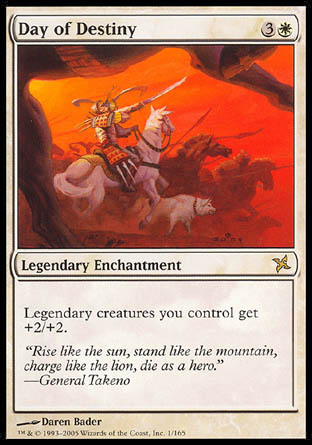 Day of Destiny 3
Legendary Enchantment
Legendary creatures you control get
+2/+2.
"Rise like the sun, stand like the mountain,
charge like the lion, die as a hero."
—General Takeno
Daren Bader
™ & © 1993–2005 Wizards of the Coast, Inc. 1/165